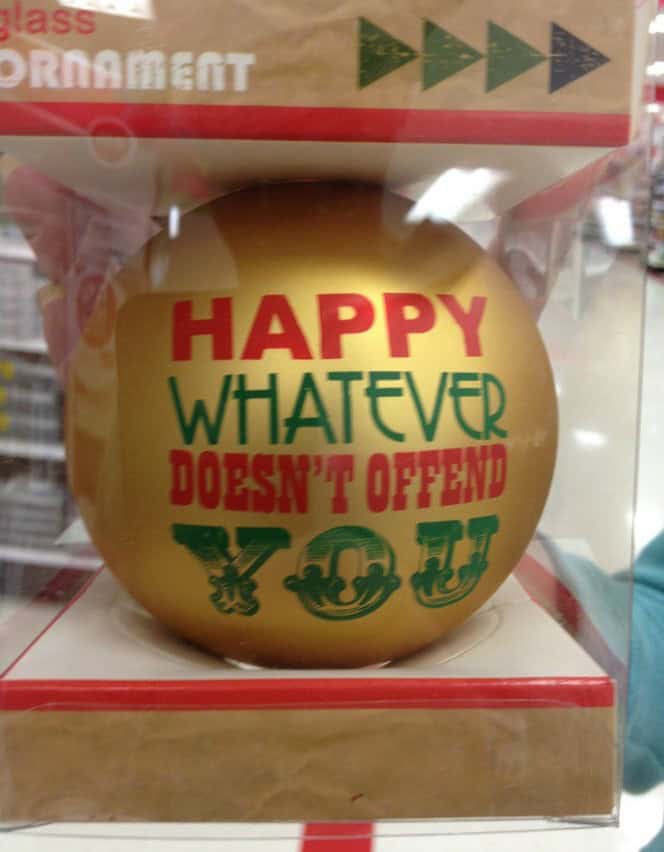 glass
ORNAMENT
HAPPY
WHATEVER
DOESN'T OFFEND
YOU